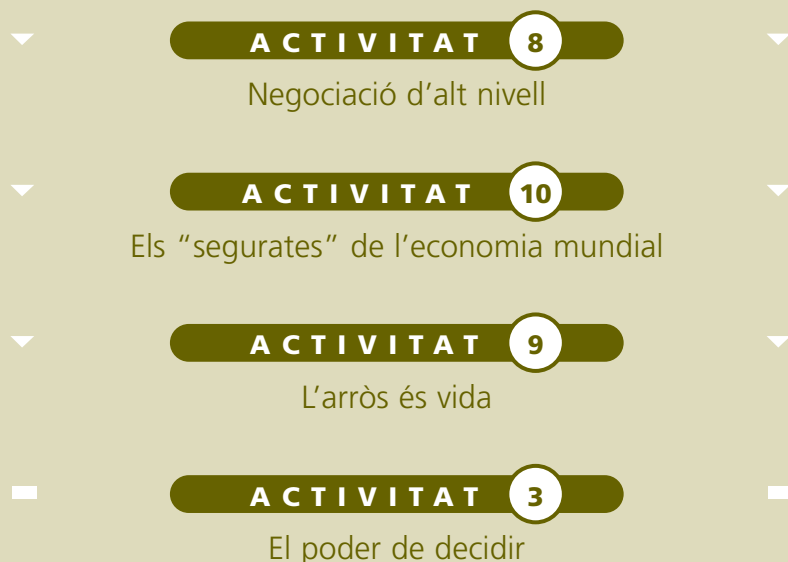 ACTIVITAT 8
Negociació d’alt nivell
ACTIVITAT 10
Els “segurates” de l’economia mundial
ACTIVITAT 9
L’arròs és vida
ACTIVITAT 3
El poder de decidir